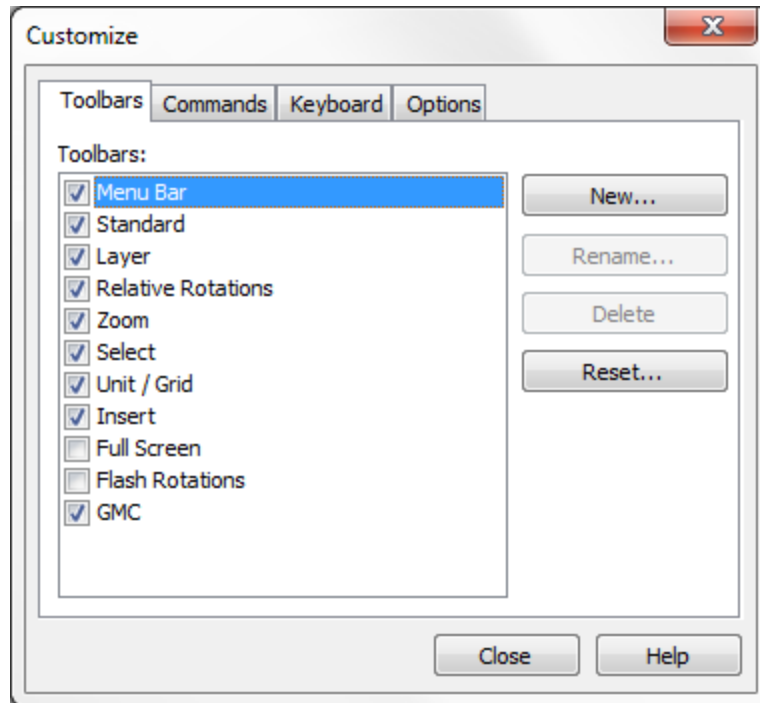 Customize
Toolbars Commands Keyboard Options
Toolbars:
Menu Bar
Standard
Layer
Relative Rotations
Zoom
Select
Unit / Grid
Insert
Full Screen
Flash Rotations
GMC
New...
Rename...
Delete
Reset...
Close Help